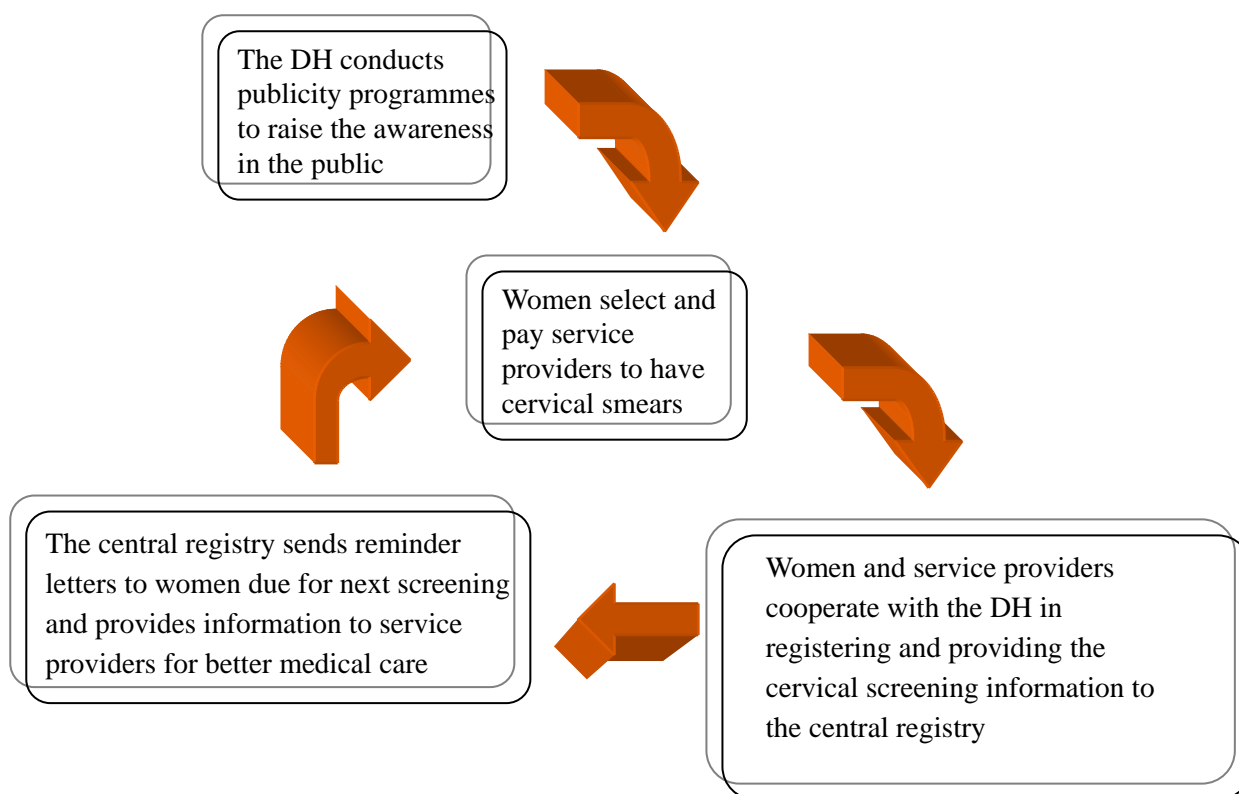 The DH conducts
publicity programmes
to raise the awareness
in the public
Women select and
pay service
providers to have
cervical smears
Women and service providers
cooperate with the DH in
registering and providing the
cervical screening information to
the central registry
The central registry sends reminder
letters to women due for next screening
and provides information to service
providers for better medical care